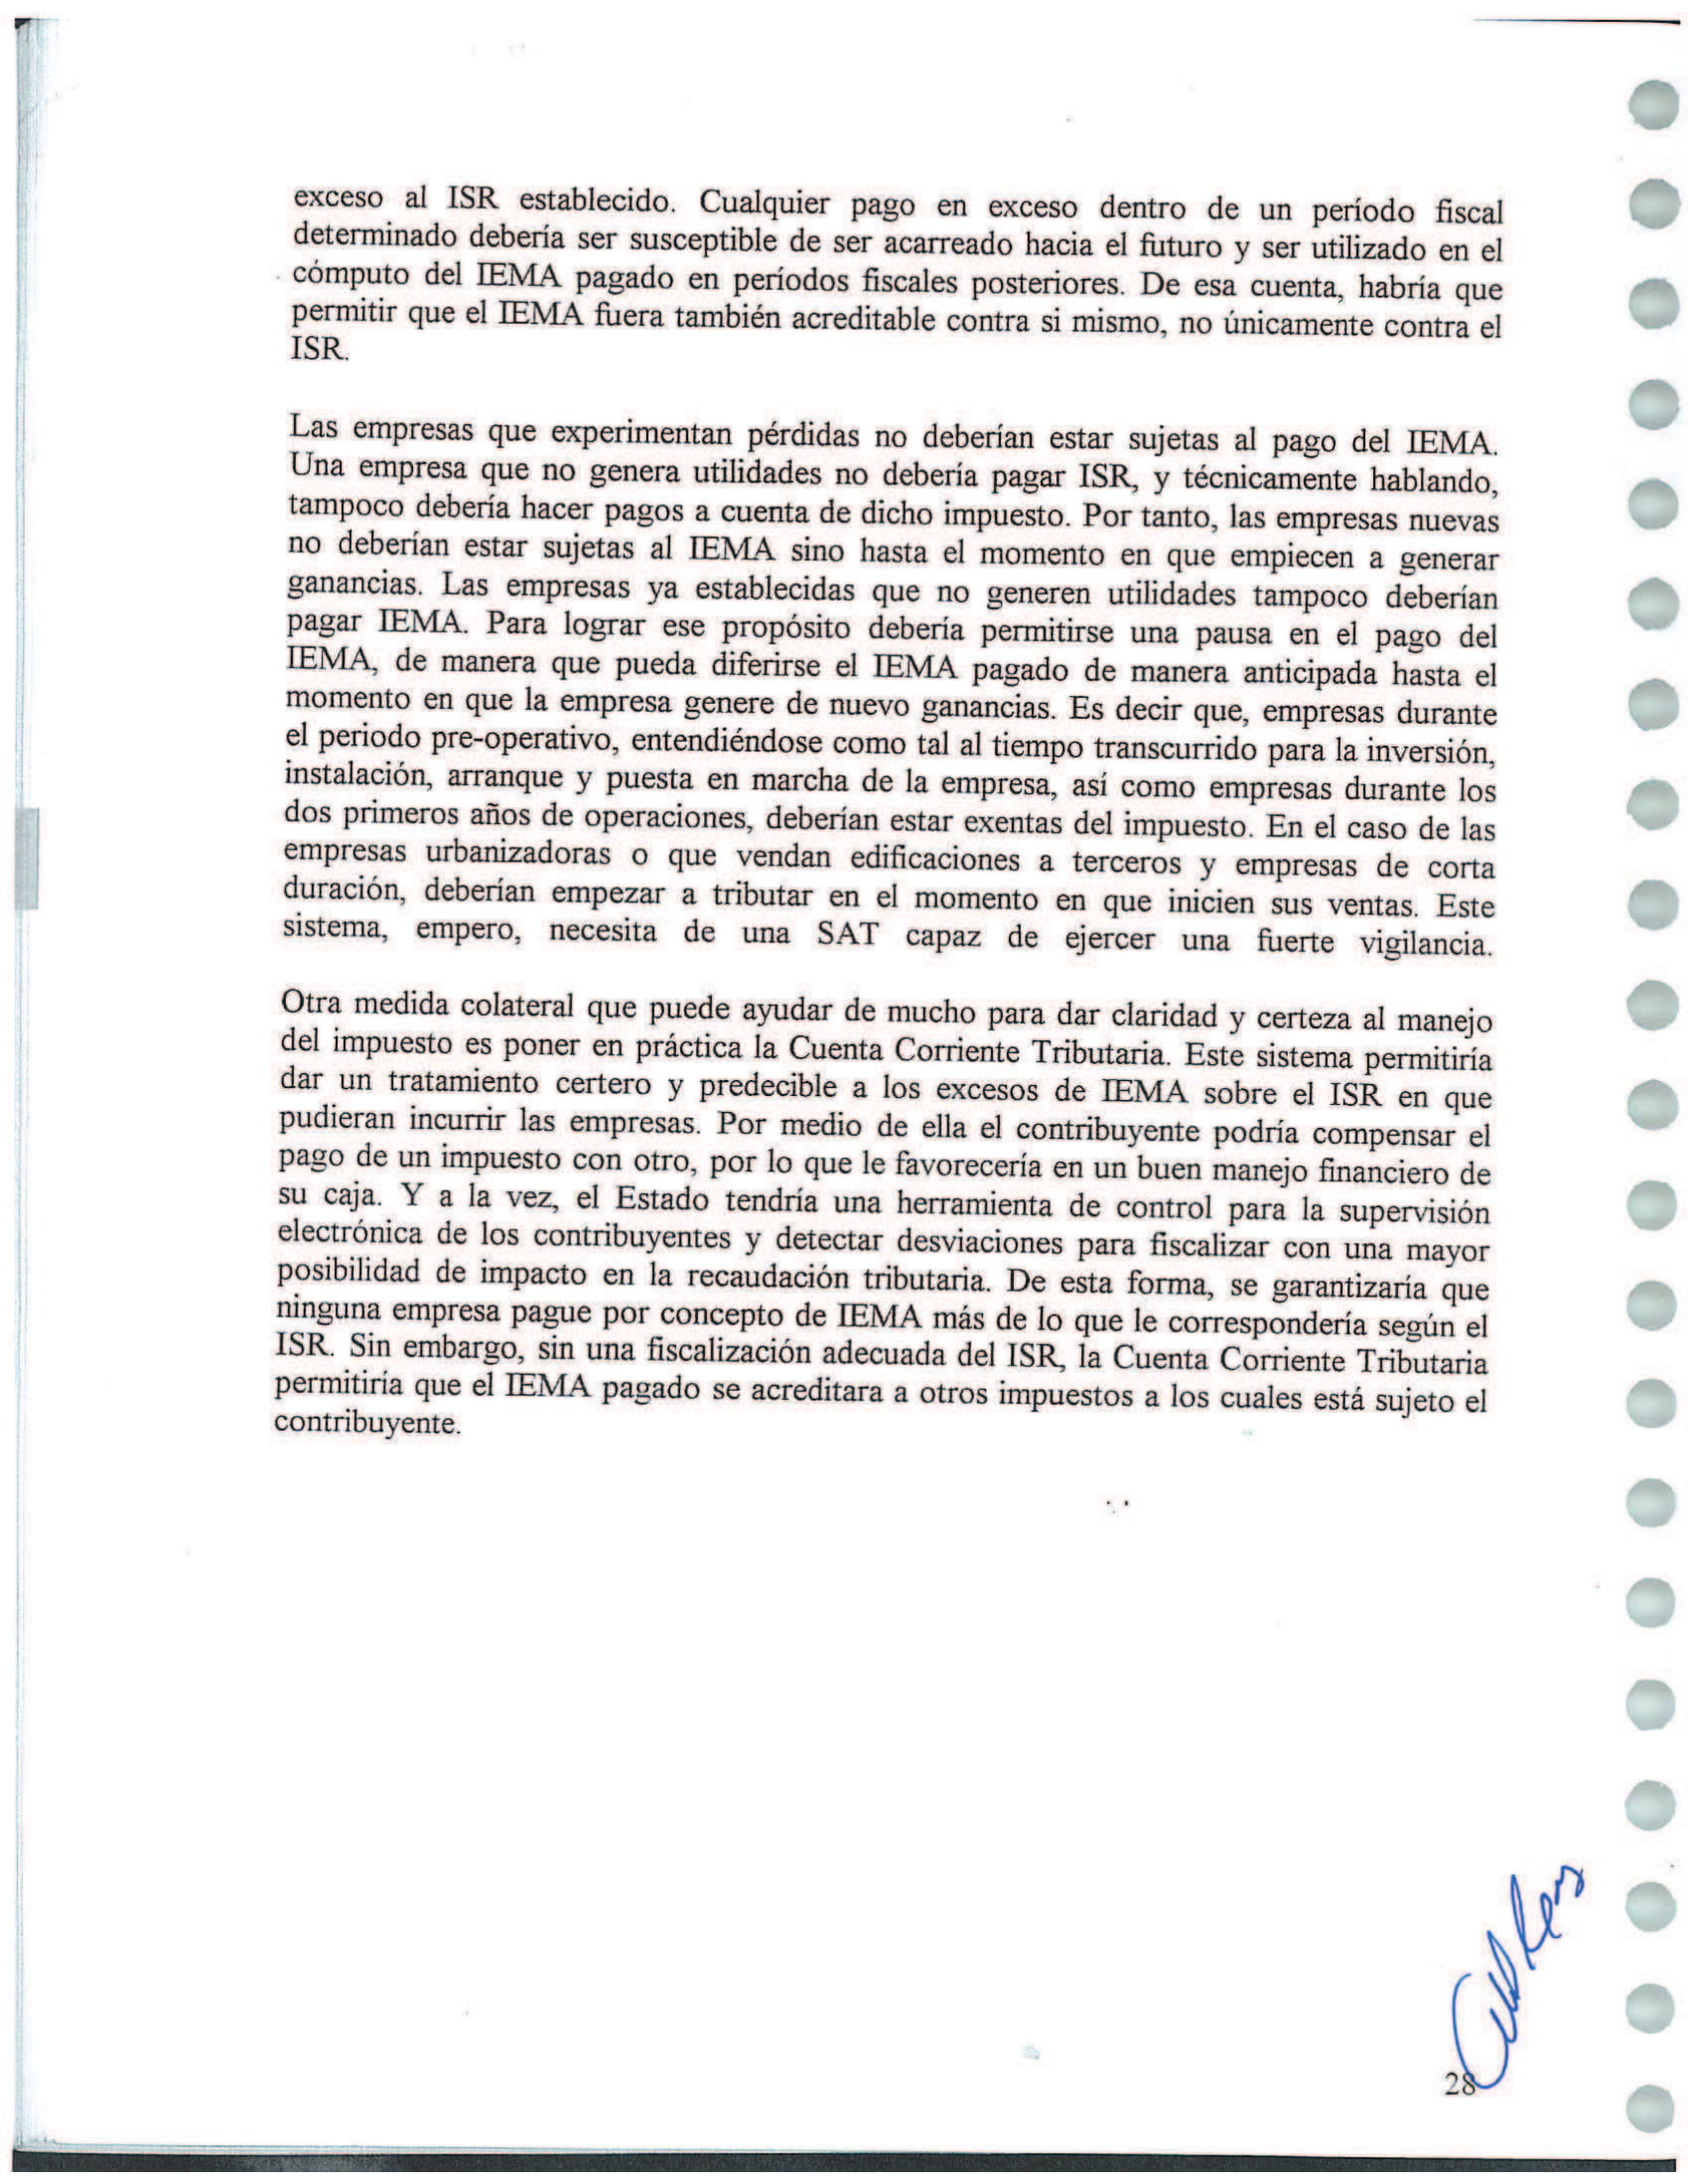 exceso al ISR establecido. Cualquier pago en exceso dentro de un período fiscal
determinado debería ser susceptible de ser acarreado hacia el futuro y ser utilizado en el
cómputo del IEMA pagado en períodos fiscales posteriores. De esa cuenta, habría que
permitir que el IEMA fuera también acreditable contra si mismo, no únicamente contra el
ISR.
Las empresas que experimentan pérdidas no deberían estar sujetas al pago del IEMA.
Una empresa que no genera utilidades no debería pagar ISR, y técnicamente hablando,
tampoco debería hacer pagos a cuenta de dicho impuesto. Por tanto, las empresas nuevas
no deberían estar sujetas al IEMA sino hasta el momento en que empiecen a generar
ganancias. Las empresas ya establecidas que no generen utilidades tampoco deberían
pagar IEMA. Para lograr ese propósito debería permitirse una pausa en el pago del
IEMA, de manera que pueda diferirse el IEMA pagado de manera anticipada hasta el
momento en que la empresa genere de nuevo ganancias. Es decir que, empresas durante
el periodo pre-operativo, entendiéndose como tal al tiempo transcurrido para la inversión,
instalación, arranque y puesta en marcha de la empresa, así como empresas durante los
dos primeros años de operaciones, deberían estar exentas del impuesto. En el caso de las
empresas urbanizadoras o que vendan edificaciones a terceros y empresas de corta
duración, deberían empezar a tributar en el momento en que inicien sus ventas. Este
sistema, empero, necesita de una SAT capaz de ejercer una fuerte vigilancia.
Otra medida colateral que puede ayudar de mucho para dar claridad y certeza al manejo
del impuesto es poner en práctica la Cuenta Corriente Tributaria. Este sistema permitiría
dar un tratamiento certero y predecible a los excesos de IEMA sobre el ISR en que
pudieran incurrir las empresas. Por medio de ella el contribuyente podría compensar el
pago de un impuesto con otro, por lo que le favorecería en un buen manejo financiero de
su caja. Y a la vez, el Estado tendría una herramienta de control para la supervisión
electrónica de los contribuyentes y detectar desviaciones para fiscalizar con una mayor
posibilidad de impacto en la recaudación tributaria. De esta forma, se garantizaría que
ninguna empresa pague por concepto de IEMA más de lo que le correspondería según el
ISR. Sin embargo, sin una fiscalización adecuada del ISR, la Cuenta Corriente Tributaria
permitiría que el IEMA pagado se acreditara a otros impuestos a los cuales está sujeto el
contribuyente.
28